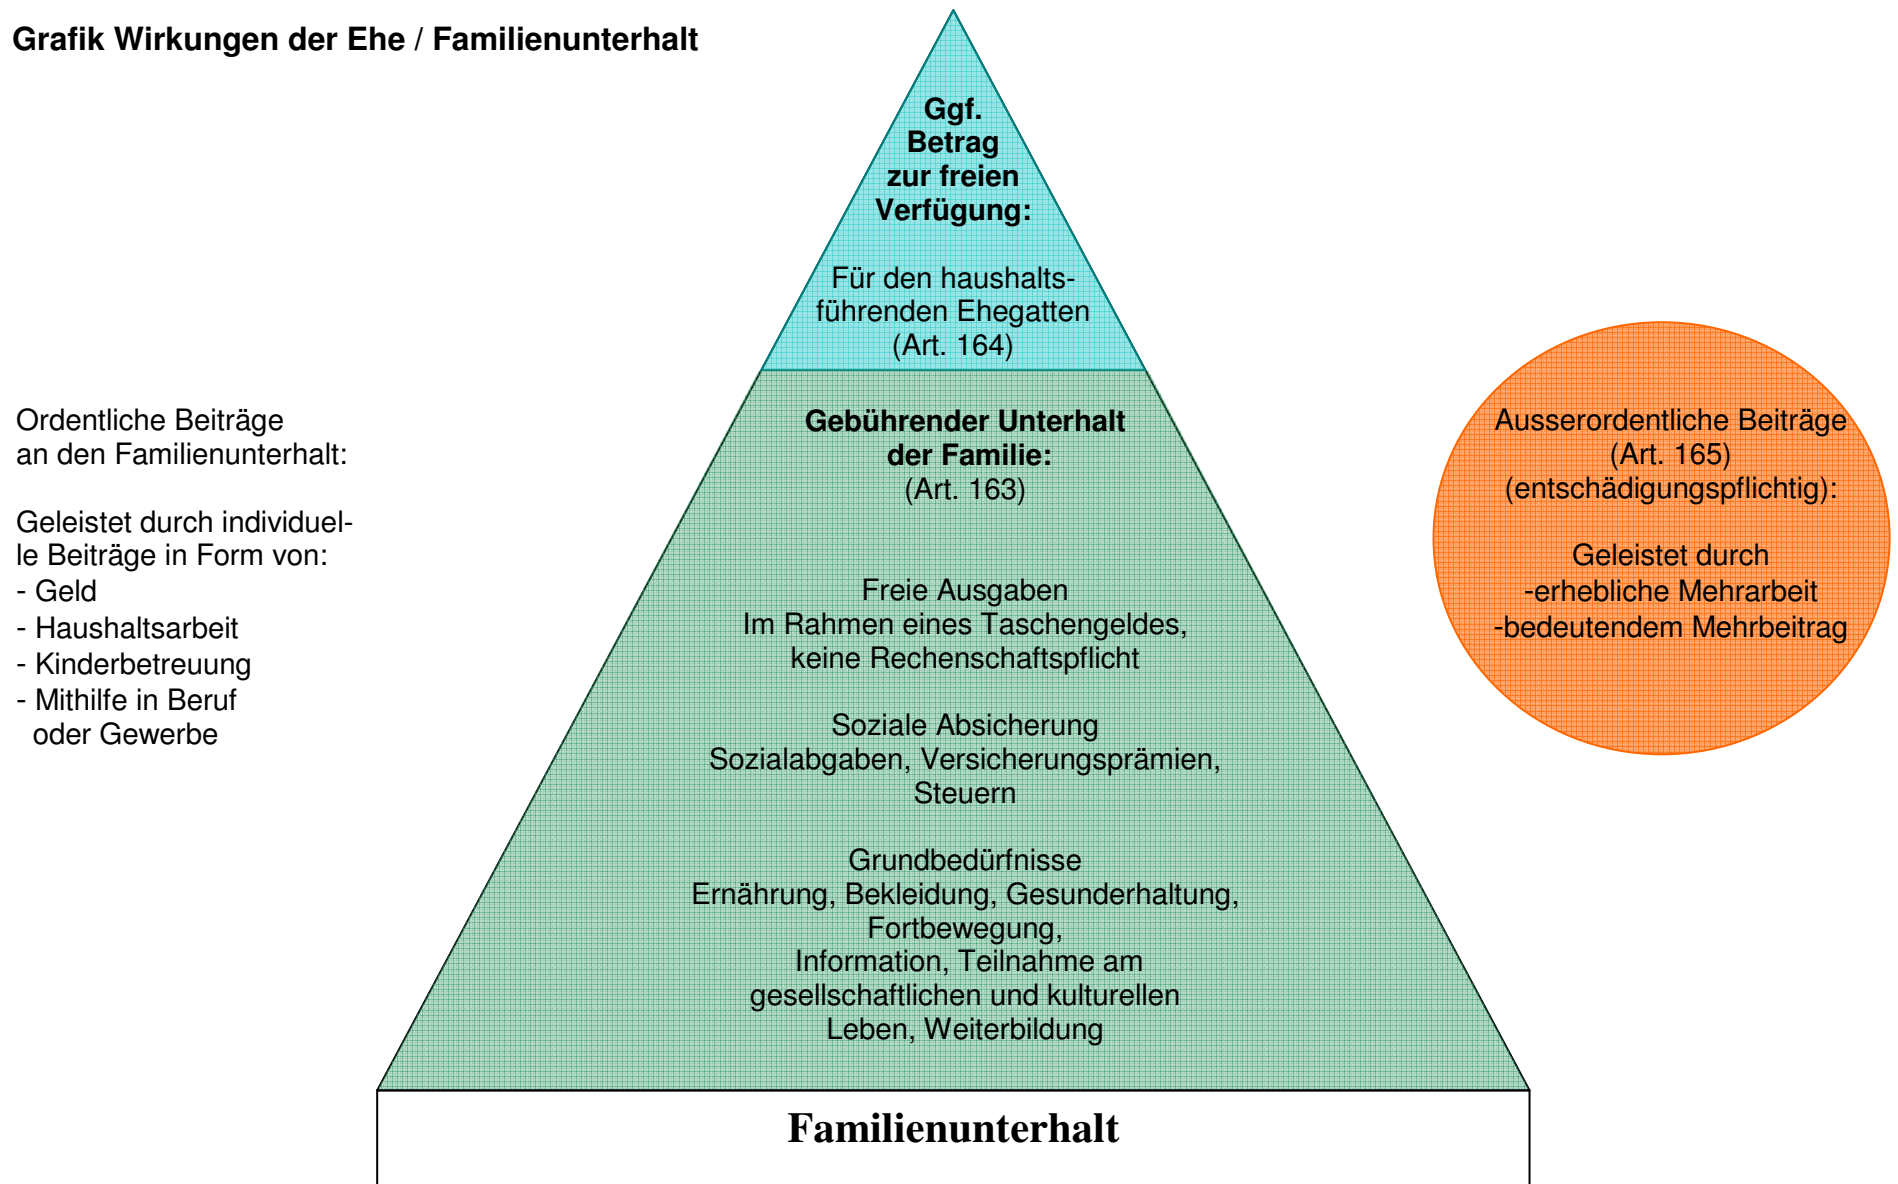 Grafik Wirkungen der Ehe / Familienunterhalt
Ggf.
Betrag
zur freien
Verfügung:
Für den haushalts-
führenden Ehegatten
(Art. 164)
Ordentliche Beiträge
an den Familienunterhalt:
Geleistet durch individuel-
le Beiträge in Form von:
- Geld
- Haushaltsarbeit
- Kinderbetreuung
- Mithilfe in Beruf
oder Gewerbe
Gebührender Unterhalt
der Familie:
(Art. 163)
Freie Ausgaben
Im Rahmen eines Taschengeldes,
keine Rechenschaftspflicht
Soziale Absicherung
Sozialabgaben, Versicherungsprämien,
Steuern
Grundbedürfnisse
Ernährung, Bekleidung, Gesunderhaltung,
Fortbewegung,
Information, Teilnahme am
gesellschaftlichen und kulturellen
Leben, Weiterbildung
Ausserordentliche Beiträge
(Art. 165)
(entschädigungspflichtig):
Geleistet durch
-erhebliche Mehrarbeit
-bedeutendem Mehrbeitrag
Familienunterhalt